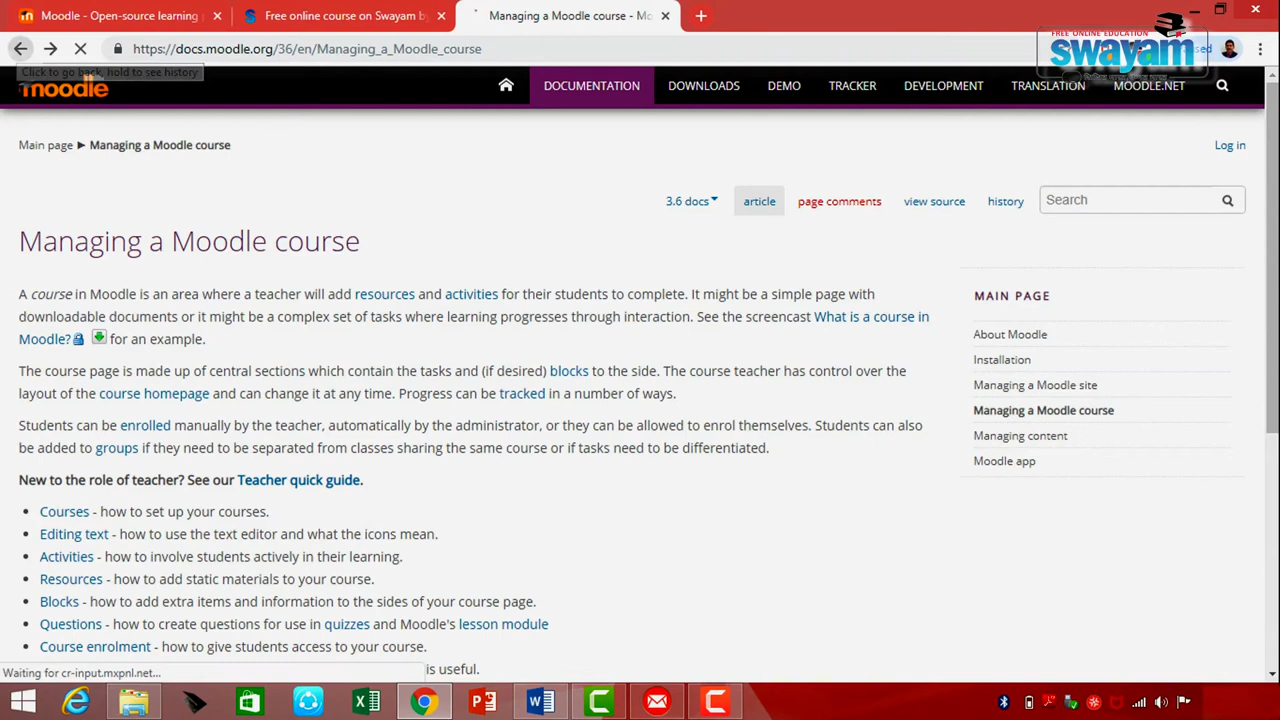 Moodle - Open-source learning
Free online course on Swayam by
Managing a Moodle course - Mo
https://docs.moodle.org/36/en/Managing_a_Moodle_course
Click to go back, hold to see history
FREE ONLINE EDUCATION
swayam
moodle
DOCUMENTATION
DOWNLOADS
DEMO
TRACKER
DEVELOPMENT
TRANSLATION
MOODLE.NET
Main page ▶ Managing a Moodle course
Log in
3.6 docs
article
page comments
view source
history
Search
Managing a Moodle course
A course in Moodle is an area where a teacher will add resources and activities for their students to complete. It might be a simple page with
downloadable documents or it might be a complex set of tasks where learning progresses through interaction. See the screencast What is a course in
Moodle? for an example.
The course page is made up of central sections which contain the tasks and (if desired) blocks to the side. The course teacher has control over the
layout of the course homepage and can change it at any time. Progress can be tracked in a number of ways.
Students can be enrolled manually by the teacher, automatically by the administrator, or they can be allowed to enrol themselves. Students can also
be added to groups if they need to be separated from classes sharing the same course or if tasks need to be differentiated.
New to the role of teacher? See our Teacher quick guide.
• Courses - how to set up your courses.
• Editing text - how to use the text editor and what the icons mean.
• Activities - how to involve students actively in their learning.
• Resources - how to add static materials to your course.
• Blocks - how to add extra items and information to the sides of your course page.
• Questions - how to create questions for use in quizzes and Moodle's lesson module
• Course enrolment - how to give students access to your course.
is useful.
MAIN PAGE
About Moodle
Installation
Managing a Moodle site
Managing a Moodle course
Managing content
Moodle app
Waiting for cr-input.mxpnl.net...